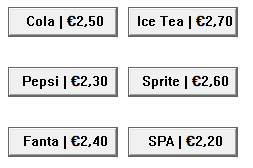 Cola | €2,50
Ice Tea | €2,70
Pepsi | €2,30
Sprite | €2,60
Fanta | €2,40
SPA | €2,20